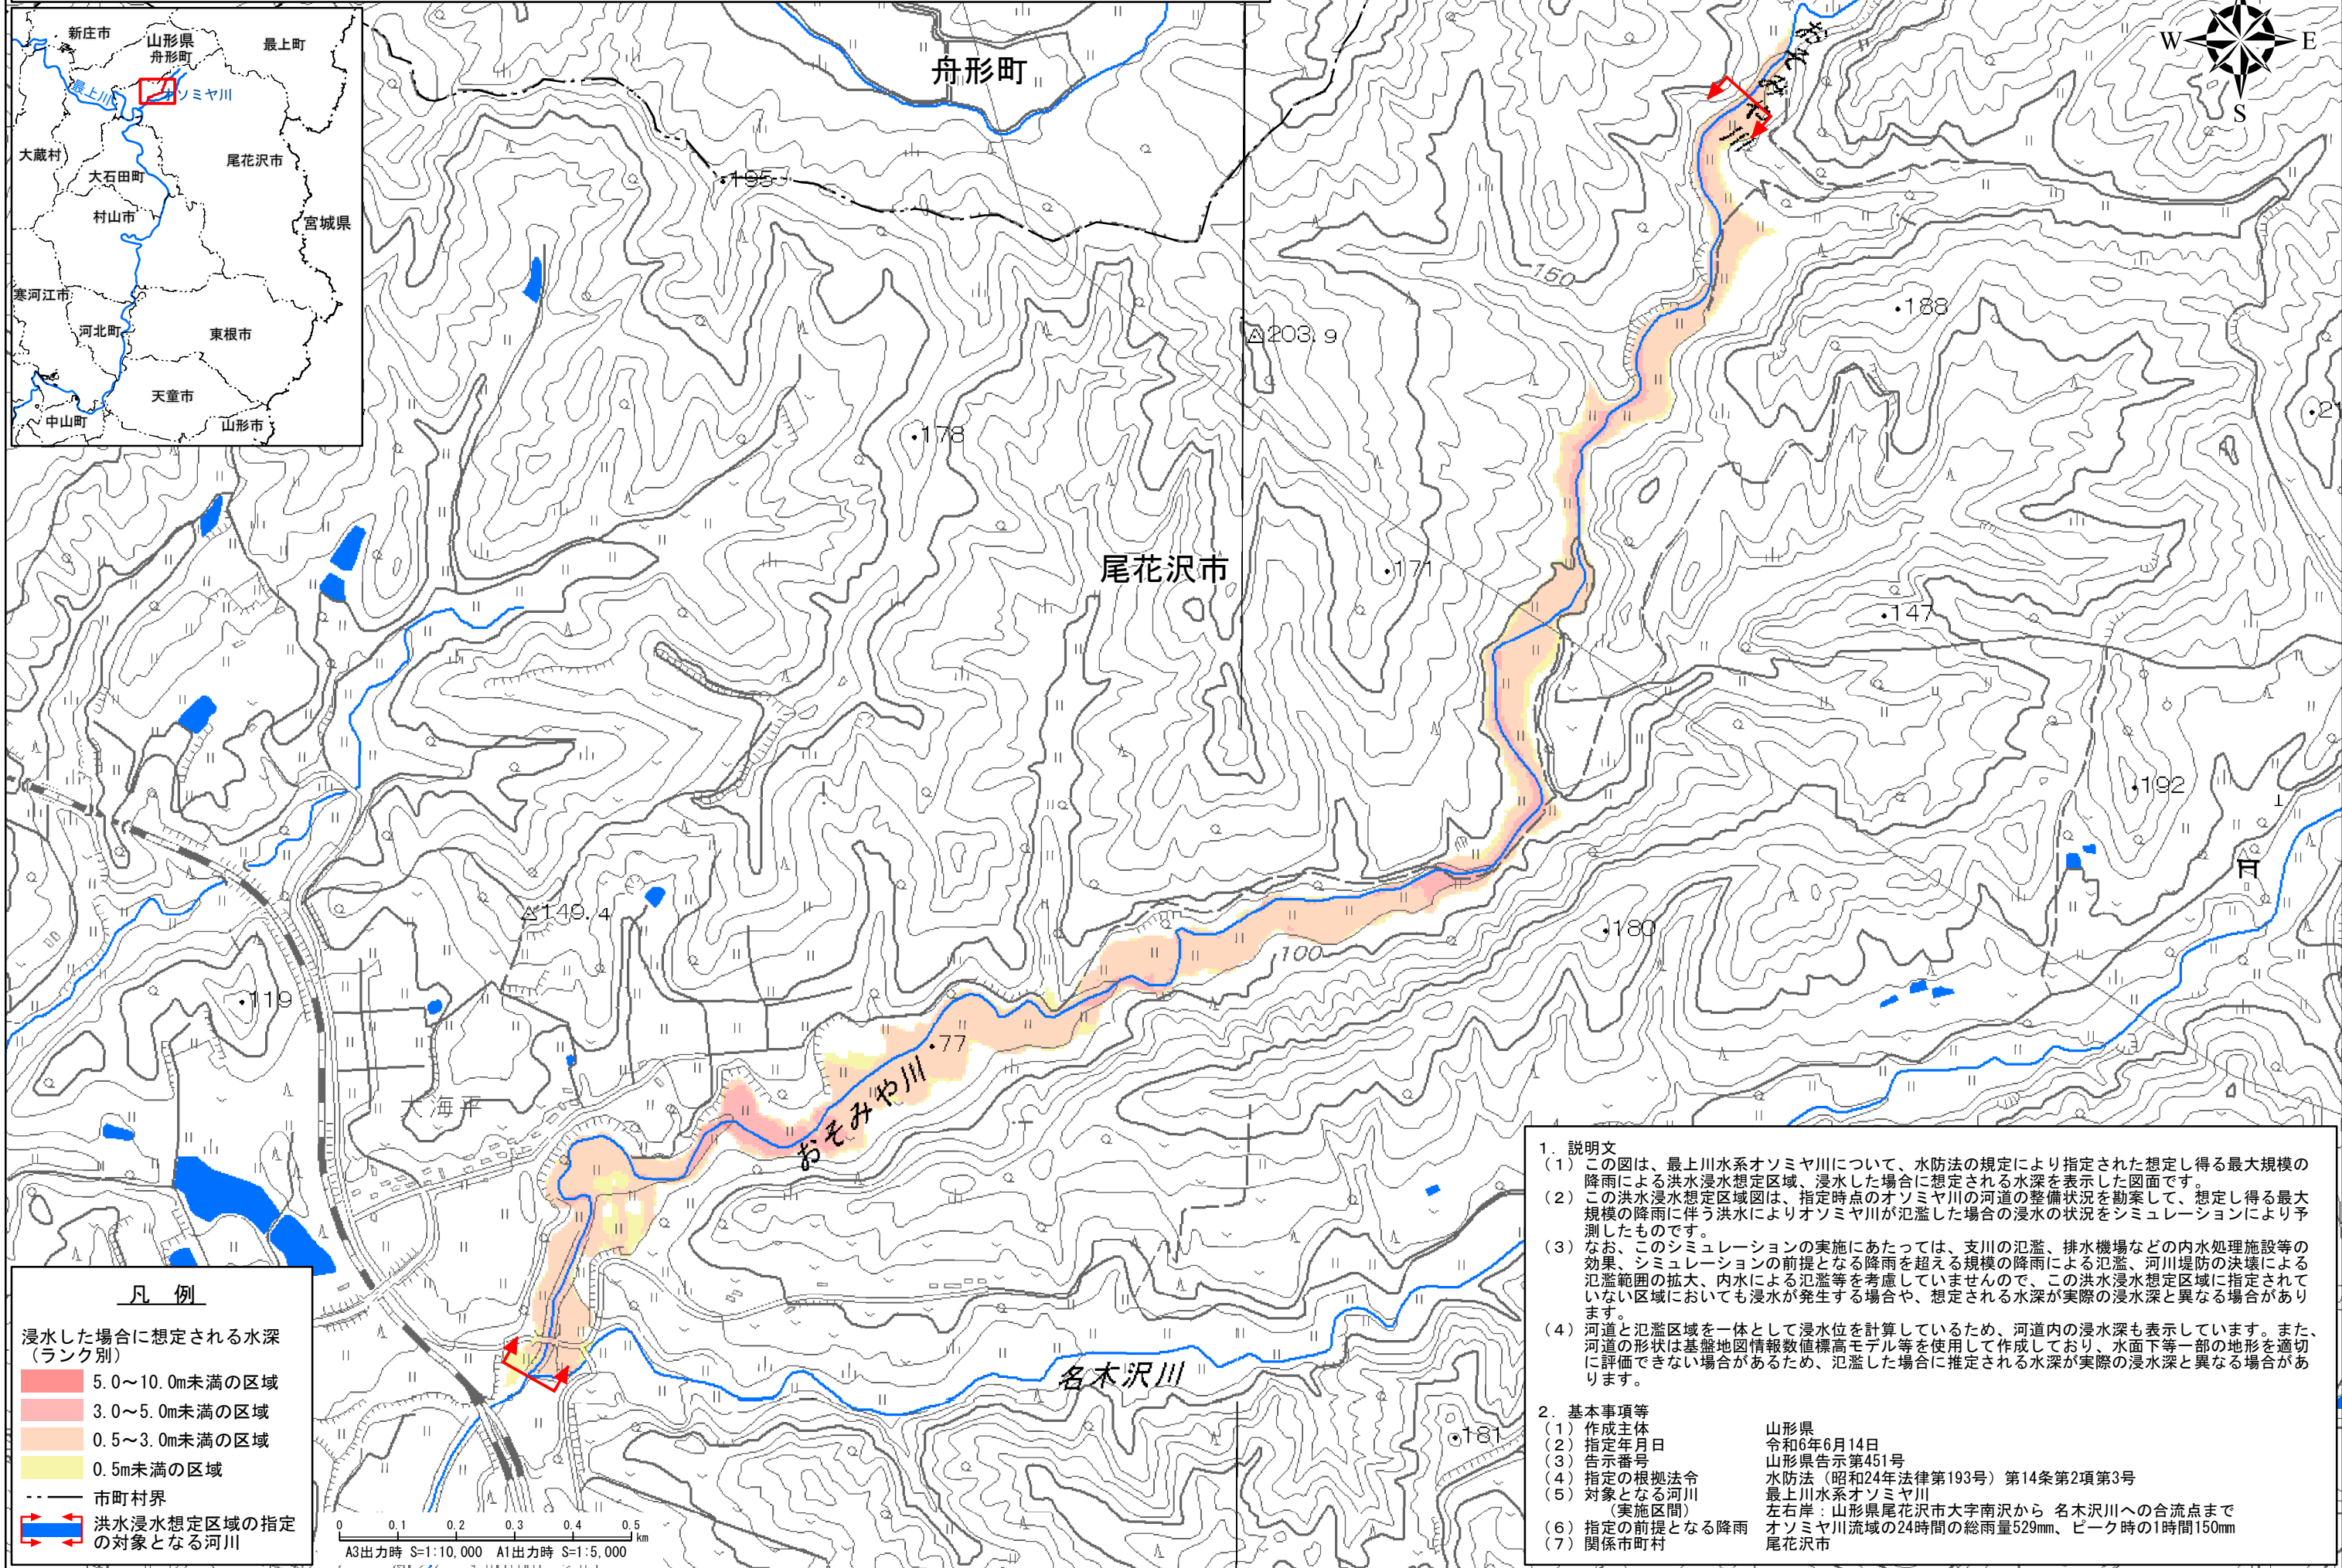 新庄市
山形県
舟形町
最上町
最上川
オソミヤ川
大蔵村
大石田町
尾花沢市
村山市
宮城県
寒河江市
河北町
東根市
天童市
中山町
山形市
舟形町
W
E
S
おそみや川
195
150
188
203.9
178
尾花沢市
171
147
192
149.4
180
100
119
77
おそみや川
大海平
名木沢川
181
凡 例
浸水した場合に想定される水深
(ランク別)
5.0~10.0m未満の区域
3.0~5.0m未満の区域
0.5~3.0m未満の区域
0.5m未満の区域
市町村界
洪水浸水想定区域の指定
の対象となる河川
0 0.1 0.2 0.3 0.4 0.5
km
A3出力時 S=1:10,000 A1出力時 S=1:5,000
1. 説明文
(1) この図は、最上川水系オソミヤ川について、水防法の規定により指定された想定し得る最大規模の
降雨による洪水浸水想定区域、浸水した場合に想定される水深を表示した図面です。
(2) この洪水浸水想定区域図は、指定時点のオソミヤ川の河道の整備状況を勘案して、想定し得る最大
規模の降雨に伴う洪水によりオソミヤ川が氾濫した場合の浸水の状況をシミュレーションにより予
測したものです。
(3) なお、このシミュレーションの実施にあたっては、支川の氾濫、排水機場などの内水処理施設等の
効果、シミュレーションの前提となる降雨を超える規模の降雨による氾濫、河川堤防の決壊による
氾濫範囲の拡大、内水による氾濫等を考慮していませんので、この洪水浸水想定区域に指定されて
いない区域においても浸水が発生する場合や、想定される水深が実際の浸水深と異なる場合があり
ます。
(4) 河道と氾濫区域を一体として浸水位を計算しているため、河道内の浸水深も表示しています。また、
河道の形状は基盤地図情報数値標高モデル等を使用して作成しており、水面下等一部の地形を適切
に評価できない場合があるため、氾濫した場合に推定される水深が実際の浸水深と異なる場合があ
ります。
2. 基本事項等
(1) 作成主体 山形県
(2) 指定年月日 令和6年6月14日
(3) 告示番号 山形県告示第451号
(4) 指定の根拠法令 水防法(昭和24年法律第193号)第14条第2項第3号
(5) 対象となる河川 最上川水系オソミヤ川
(実施区間) 左右岸:山形県尾花沢市大字南沢から 名木沢川への合流点まで
(6) 指定の前提となる降雨 オソミヤ川流域の24時間の総雨量529mm、ピーク時の1時間150mm
(7) 関係市町村 尾花沢市